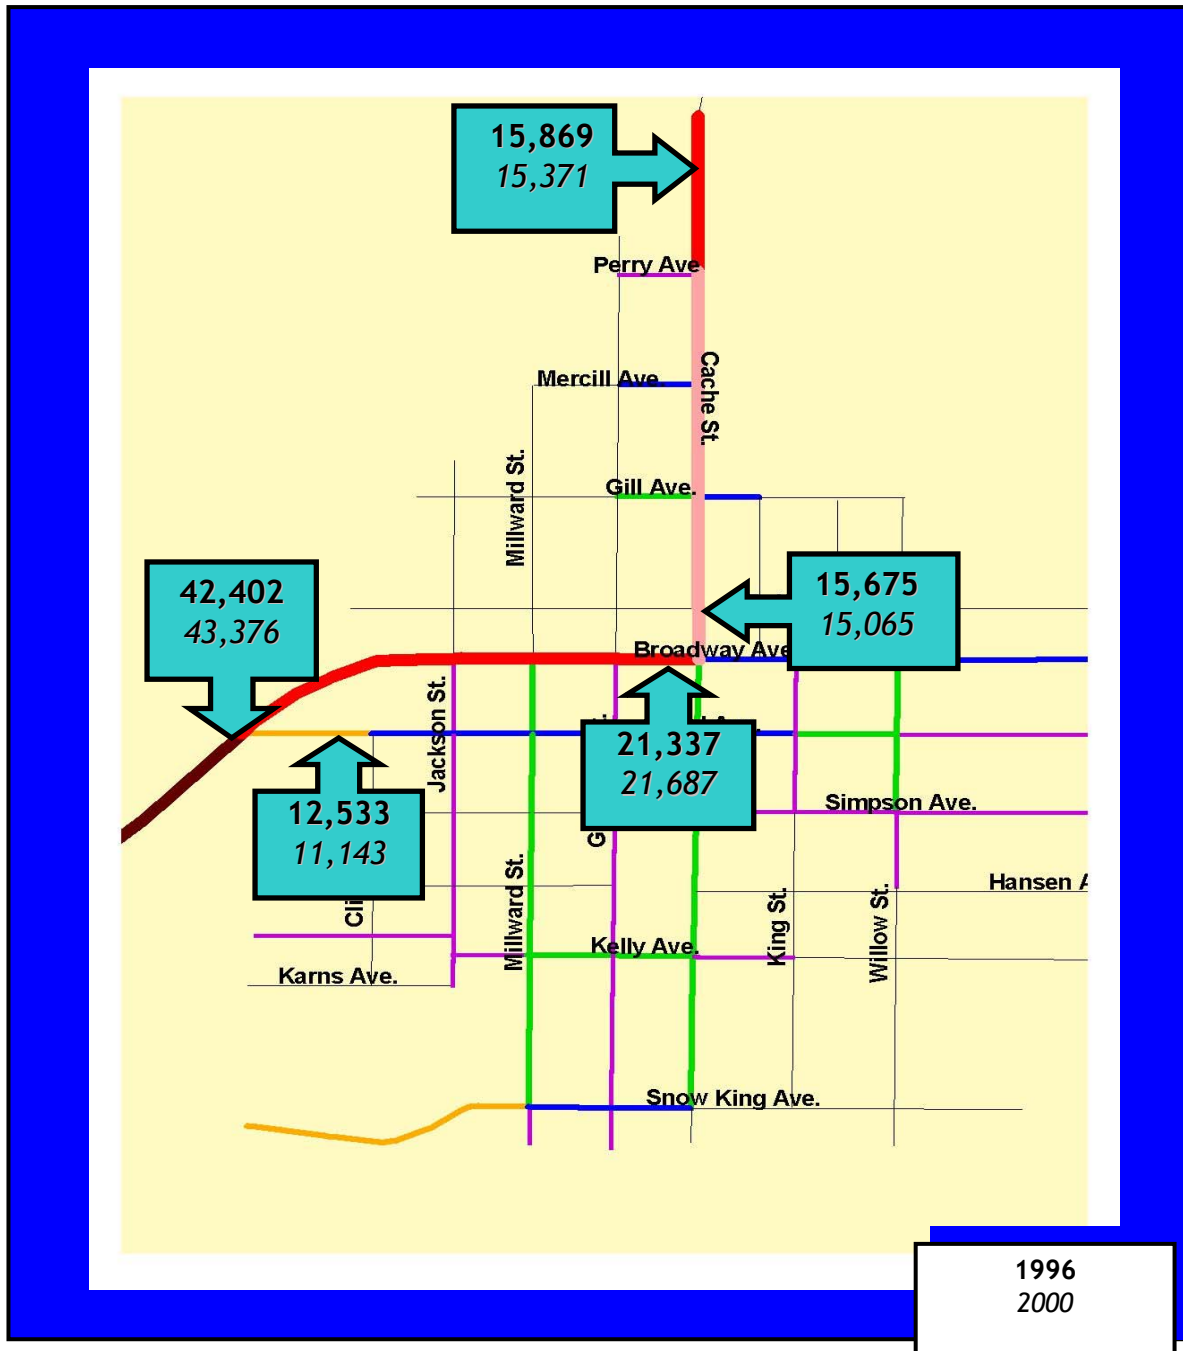 15,869
15,371
Perry Ave
Mercill Ave.
Cache St.
Millward St.
Gill Ave.
42,402
43,376
15,675
15,065
Broadway Ave
Jackson St.
21,337
21,687
12,533
11,143
Simpson Ave.
Hansen A
Millward St.
Kelly Ave.
King St.
Willow St.
Karns Ave.
Snow King Ave.
1996
2000